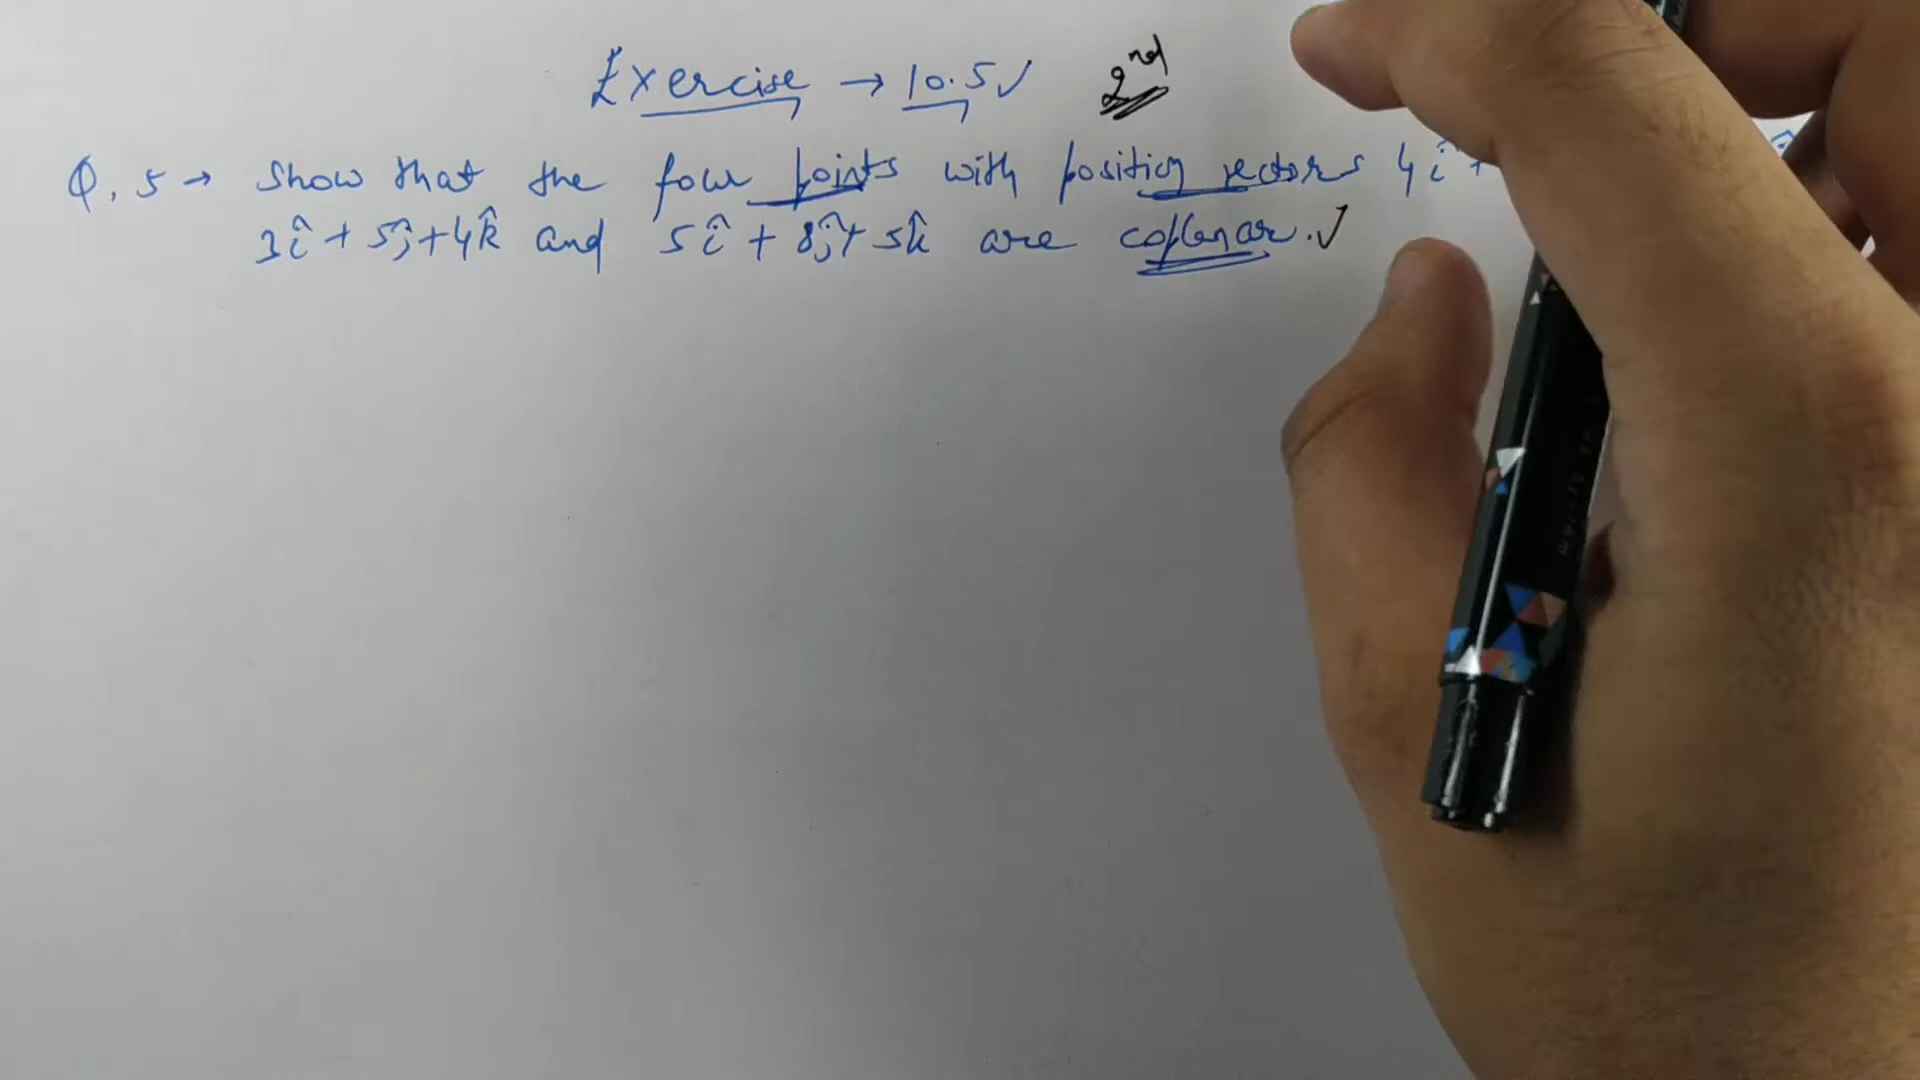 Exercise → 10.5✓ 2nd
Q. 5 → Show that the four points with position vectors 4î +
3î + 5ĵ + 4k̂ and 5î + 8ĵ + 5k̂ are coplanar. ✓